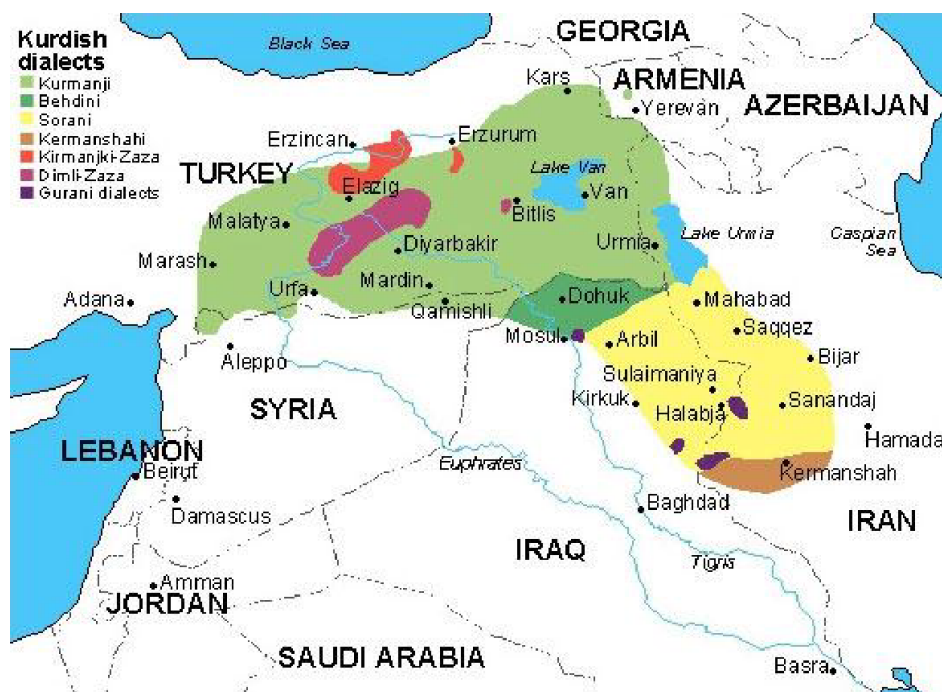 Kurdish
dialects
Kurmanji
Behdini
Sorani
Kermanshahi
Kirmanjki-Zaza
Dimli-Zaza
Gurani dialects
Black Sea
GEORGIA
Kars
ARMENIA
Yerevan
AZERBAIJAN
Erzincan
Erzurum
TURKEY
Lake Van
Elazig
Van
Bitlis
Malatya
Lake Urmia
Caspian
Sea
Diyarbakir
Urmia
Marash
Mardin
Adana
Urfa
Qamishli
Dohuk
Mahabad
Saqqez
Mosul
Arbil
Aleppo
Bijar
Sulaimaniya
SYRIA
Kirkuk
Halabja
Sanandaj
Hamada
LEBANON
Beirut
Euphrates
Kermanshah
Damascus
Baghdad
IRAN
IRAQ
Tigris
Amman
JORDAN
SAUDI ARABIA
Basra